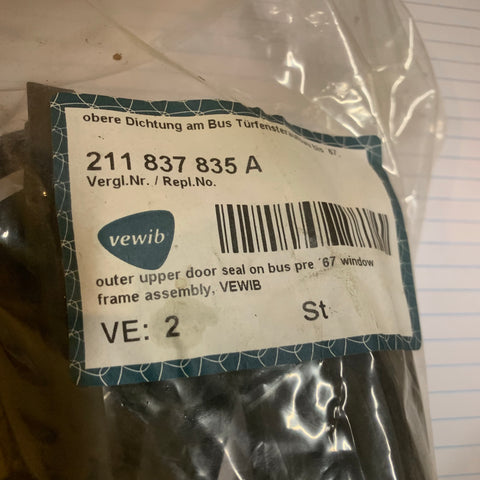 obere Dichtung am Bus 67,
211 837 835 A
Vergl.Nr. / Repl.No.
vewib
outer upper door seal on bus pre ´67 window
frame assembly, VEWIB
VE: 2 St